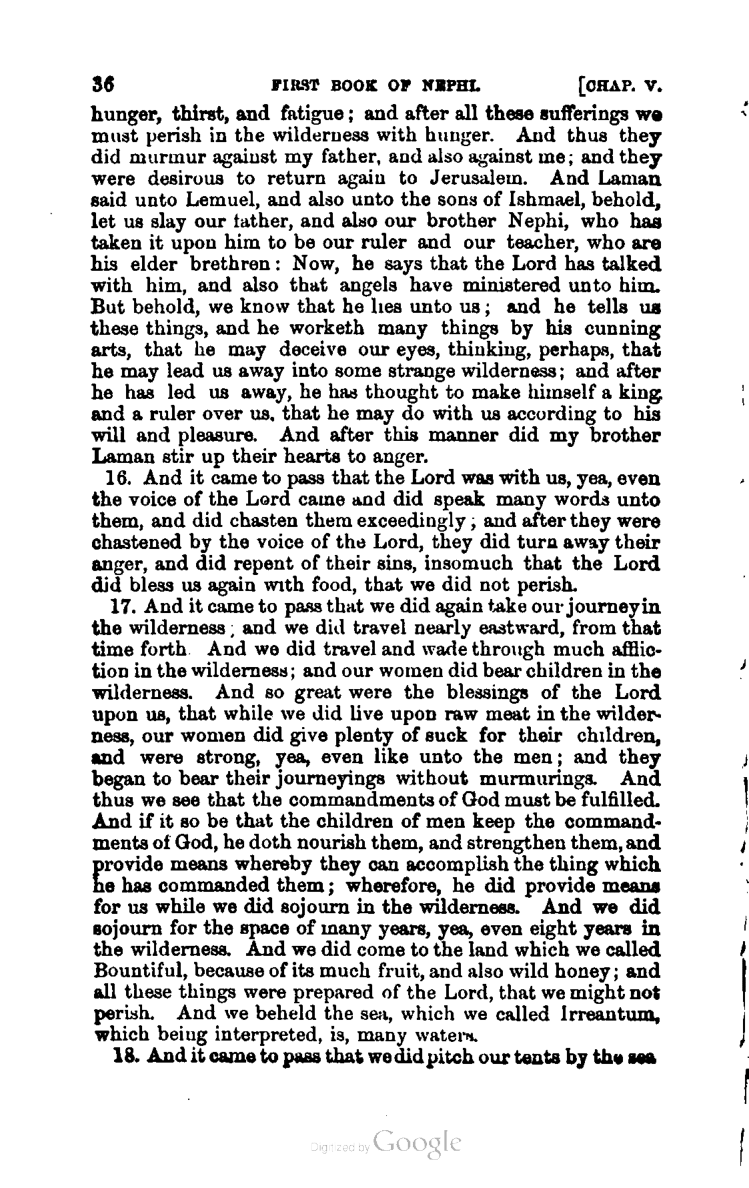 36 FIRST BOOK OF NEPHI. [CHAP. V.
hunger, thirst, and fatigue; and after all these sufferings we
must perish in the wilderness with hunger. And thus they
did murmur against my father, and also against me; and they
were desirous to return again to Jerusalem. And Laman
said unto Lemuel, and also unto the sons of Ishmael, behold,
let us slay our father, and also our brother Nephi, who has
taken it upon him to be our ruler and our teacher, who are
his elder brethren: Now, he says that the Lord has talked
with him, and also that angels have ministered unto him.
But behold, we know that he lies unto us; and he tells us
these things, and he worketh many things by his cunning
arts, that he may deceive our eyes, thinking, perhaps, that
he may lead us away into some strange wilderness; and after
he has led us away, he has thought to make himself a king
and a ruler over us, that he may do with us according to his
will and pleasure. And after this manner did my brother
Laman stir up their hearts to anger.
16. And it came to pass that the Lord was with us, yea, even
the voice of the Lord came and did speak many words unto
them, and did chasten them exceedingly; and after they were
chastened by the voice of the Lord, they did turn away their
anger, and did repent of their sins, insomuch that the Lord
did bless us again with food, that we did not perish.
17. And it came to pass that we did again take our journey in
the wilderness; and we did travel nearly eastward, from that
time forth. And we did travel and wade through much afflic-
tion in the wilderness; and our women did bear children in the
wilderness. And so great were the blessings of the Lord
upon us, that while we did live upon raw meat in the wilder-
ness, our women did give plenty of suck for their children,
and were strong, yea, even like unto the men; and they
began to bear their journeyings without murmurings. And
thus we see that the commandments of God must be fulfilled.
And if it so be that the children of men keep the command-
ments of God, he doth nourish them, and strengthen them, and
provide means whereby they can accomplish the thing which
he has commanded them; wherefore, he did provide means
for us while we did sojourn in the wilderness. And we did
sojourn for the space of many years, yea, even eight years in
the wilderness. And we did come to the land which we called
Bountiful, because of its much fruit, and also wild honey; and
all these things were prepared of the Lord, that we might not
perish. And we beheld the sea, which we called Irreantum,
which being interpreted, is, many waters.
18. And it came to pass that we did pitch our tents by the sea
Digitized by Google